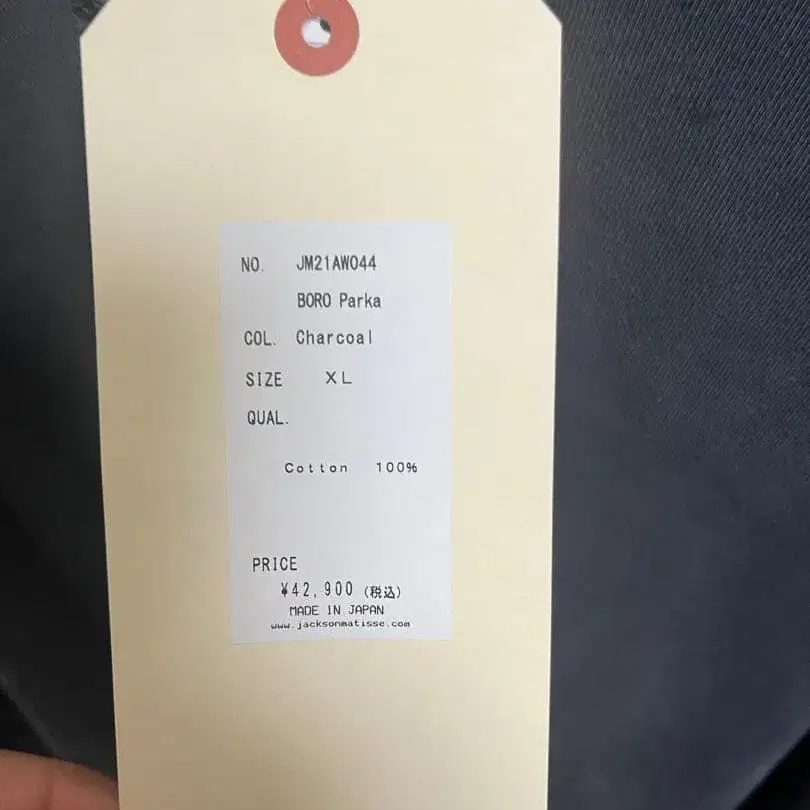 NO. JM21AW044
BORO Parka
COL. Charcoal
SIZE XL
QUAL.
Cotton 100%
PRICE
¥42,900 (税込)
MADE IN JAPAN
www.jacksonmatisse.com